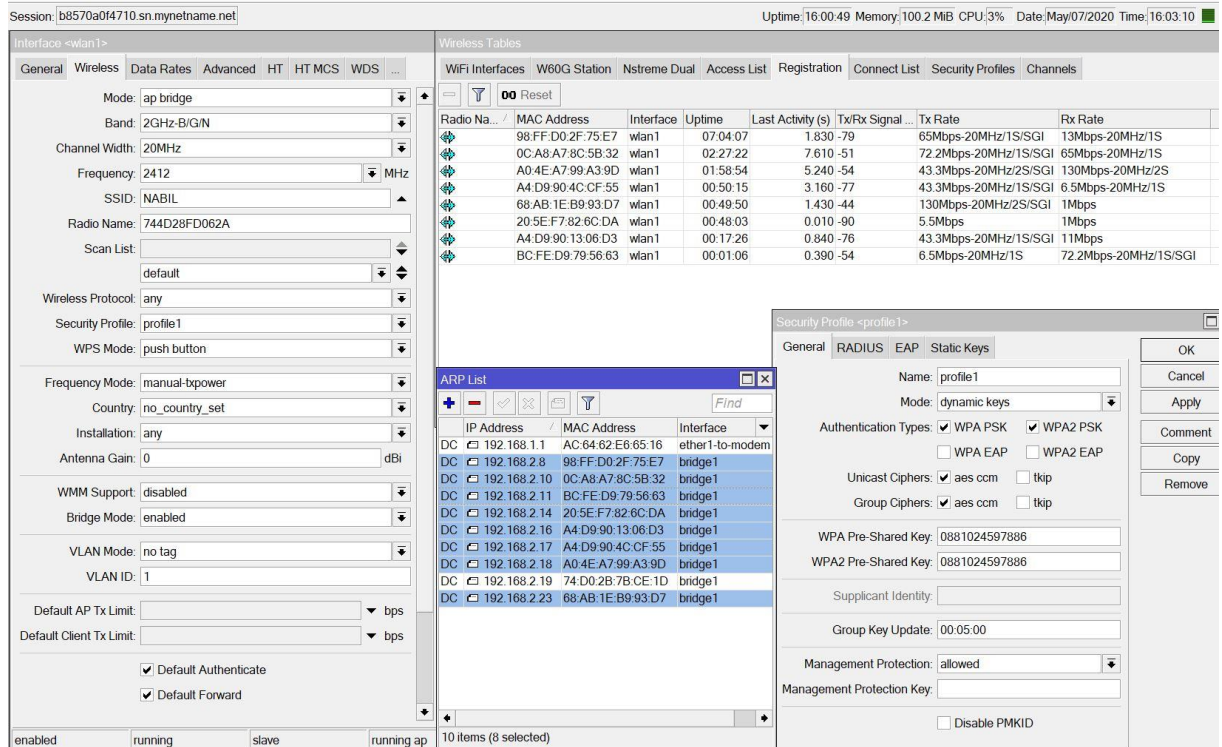 Session: b8570a0f4710.sn.mynetname.net
Uptime: 16:00:49 Memory: 100.2 MiB CPU: 3% Date: May/07/2020 Time: 16:03:10
Interface <wlan1>
General Wireless Data Rates Advanced HT HT MCS WDS ...
Mode: ap bridge
Band: 2GHz-B/G/N
Channel Width: 20MHz
Frequency: 2412 MHz
SSID: NABIL
Radio Name: 744D28FD062A
Scan List:
default
Wireless Protocol: any
Security Profile: profile1
WPS Mode: push button
Frequency Mode: manual-txpower
Country: no_country_set
Installation: any
Antenna Gain: 0 dBi
WMM Support: disabled
Bridge Mode: enabled
VLAN Mode: no tag
VLAN ID: 1
Default AP Tx Limit: bps
Default Client Tx Limit: bps
Default Authenticate
Default Forward
enabled running slave running ap
Wireless Tables
WiFi Interfaces W60G Station Nstreme Dual Access List Registration Connect List Security Profiles Channels
00 Reset
Radio Na... MAC Address Interface Uptime Last Activity (s) Tx/Rx Signal ... Tx Rate Rx Rate
98:FF:D0:2F:75:E7 wlan1 07:04:07 1.830 -79 65Mbps-20MHz/1S/SGI 13Mbps-20MHz/1S
0C:A8:A7:8C:5B:32 wlan1 02:27:22 7.610 -51 72.2Mbps-20MHz/1S/SGI 65Mbps-20MHz/1S
A0:4E:A7:99:A3:9D wlan1 01:58:54 5.240 -54 43.3Mbps-20MHz/2S/SGI 130Mbps-20MHz/2S
A4:D9:90:4C:CF:55 wlan1 00:50:15 3.160 -77 43.3Mbps-20MHz/1S/SGI 6.5Mbps-20MHz/1S
68:AB:1E:B9:93:D7 wlan1 00:49:50 1.430 -44 130Mbps-20MHz/2S/SGI 1Mbps
20:5E:F7:82:6C:DA wlan1 00:48:03 0.010 -90 5.5Mbps 1Mbps
A4:D9:90:13:06:D3 wlan1 00:17:26 0.840 -76 43.3Mbps-20MHz/1S/SGI 11Mbps
BC:FE:D9:79:56:63 wlan1 00:01:06 0.390 -54 6.5Mbps-20MHz/1S 72.2Mbps-20MHz/1S/SGI
ARP List
Find
IP Address MAC Address Interface
DC 192.168.1.1 AC:64:62:E6:65:16 ether1-to-modem
DC 192.168.2.8 98:FF:D0:2F:75:E7 bridge1
DC 192.168.2.10 0C:A8:A7:8C:5B:32 bridge1
DC 192.168.2.11 BC:FE:D9:79:56:63 bridge1
DC 192.168.2.14 20:5E:F7:82:6C:DA bridge1
DC 192.168.2.16 A4:D9:90:13:06:D3 bridge1
DC 192.168.2.17 A4:D9:90:4C:CF:55 bridge1
DC 192.168.2.18 A0:4E:A7:99:A3:9D bridge1
DC 192.168.2.19 74:D0:2B:7B:CE:1D bridge1
DC 192.168.2.23 68:AB:1E:B9:93:D7 bridge1
10 items (8 selected)
Security Profile <profile1>
General RADIUS EAP Static Keys
Name: profile1
Mode: dynamic keys
Authentication Types: WPA PSK WPA2 PSK
WPA EAP WPA2 EAP
Unicast Ciphers: aes ccm tkip
Group Ciphers: aes ccm tkip
WPA Pre-Shared Key: 0881024597886
WPA2 Pre-Shared Key: 0881024597886
Supplicant Identity:
Group Key Update: 00:05:00
Management Protection: allowed
Management Protection Key:
Disable PMKID
OK
Cancel
Apply
Comment
Copy
Remove